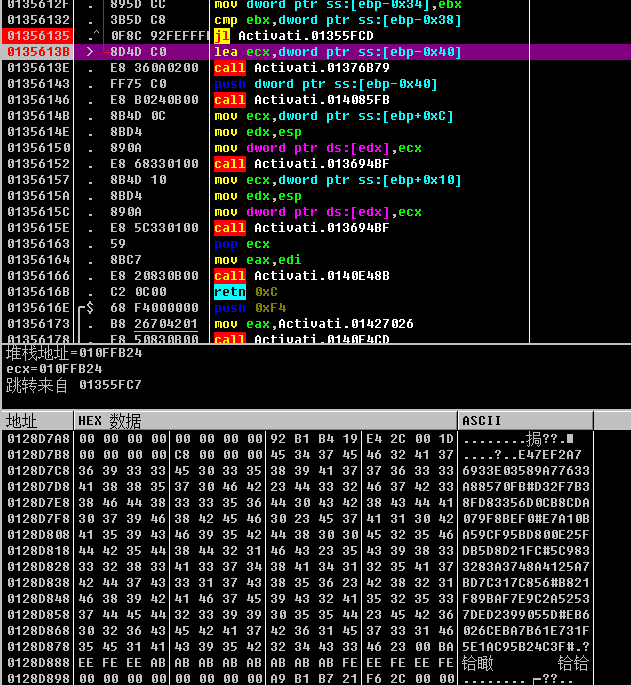 0135612F . 895D CC mov dword ptr ss:[ebp-0x34],ebx
01356132 . 3B5D C8 cmp ebx,dword ptr ss:[ebp-0x38]
01356135 .^ 0F8C 92FEFFFF jl Activati.01355FCD
0135613B > 8D4D C0 lea ecx,dword ptr ss:[ebp-0x40]
0135613E . E8 360A0200 call Activati.01376B79
01356143 . FF75 C0 push dword ptr ss:[ebp-0x40]
01356146 . E8 B0240B00 call Activati.014085FB
0135614B . 8B4D 0C mov ecx,dword ptr ss:[ebp+0xC]
0135614E . 8BD4 mov edx,esp
01356150 . 890A mov dword ptr ds:[edx],ecx
01356152 . E8 68330100 call Activati.013694BF
01356157 . 8B4D 10 mov ecx,dword ptr ss:[ebp+0x10]
0135615A . 8BD4 mov edx,esp
0135615C . 890A mov dword ptr ds:[edx],ecx
0135615E . E8 5C330100 call Activati.013694BF
01356163 . 59 pop ecx
01356164 . 8BC7 mov eax,edi
01356166 . E8 20830B00 call Activati.0140E48B
0135616B . C2 0C00 retn 0xC
0135616E $ 68 F4000000 push 0xF4
01356173 . B8 26704201 mov eax,Activati.01427026
01356178 . E8 50830B00 call Activati.0140E4CD
堆栈地址=010FFB24
ecx=010FFB24
跳转来自 01355FC7
地址 HEX 数据 ASCII
0128D7A8 00 00 00 00 00 00 00 00 92 B1 B4 19 E4 2C 00 1D ........搗??.■
0128D7B8 00 00 00 00 C8 00 00 00 45 34 37 45 46 32 41 37 ....?...E47EF2A7
0128D7C8 36 39 33 33 45 30 33 35 38 39 41 37 37 36 33 33 6933E03589A77633
0128D7D8 41 38 38 35 37 30 46 42 23 44 33 32 46 37 42 33 A88570FB#D32F7B3
0128D7E8 38 46 44 38 33 33 35 36 44 30 43 42 38 43 44 41 8FD83356D0CB8CDA
0128D7F8 30 37 39 46 38 42 45 46 30 23 45 37 41 31 30 42 079F8BEF0#E7A10B
0128D808 41 35 39 43 46 39 35 42 44 38 30 30 45 32 35 46 A59CF95BD800E25F
0128D818 44 42 35 44 38 44 32 31 46 43 23 35 43 39 38 33 DB5D8D21FC#5C983
0128D828 33 32 38 33 41 33 37 34 38 41 34 31 32 35 41 37 3283A3748A4125A7
0128D838 42 44 37 43 33 31 37 43 38 35 36 23 42 38 32 31 BD7C317C856#B821
0128D848 46 38 39 42 41 46 37 45 39 43 32 41 35 32 35 33 F89BAF7E9C2A5253
0128D858 37 44 45 44 32 33 39 39 30 35 35 44 23 45 42 36 7DED2399055D#EB6
0128D868 30 32 36 43 45 42 41 37 42 36 31 45 37 33 31 46 026CEBA7B61E731F
0128D878 35 45 31 41 43 39 35 42 32 34 43 33 46 23 00 BA 5E1AC95B24C3F#.?
0128D888 EE FE EE AB AB AB AB AB AB AB AB FE EE FE EE FE
0128D898 00 00 00 00 00 00 00 00 A9 B1 B7 21 F6 2C 00 00